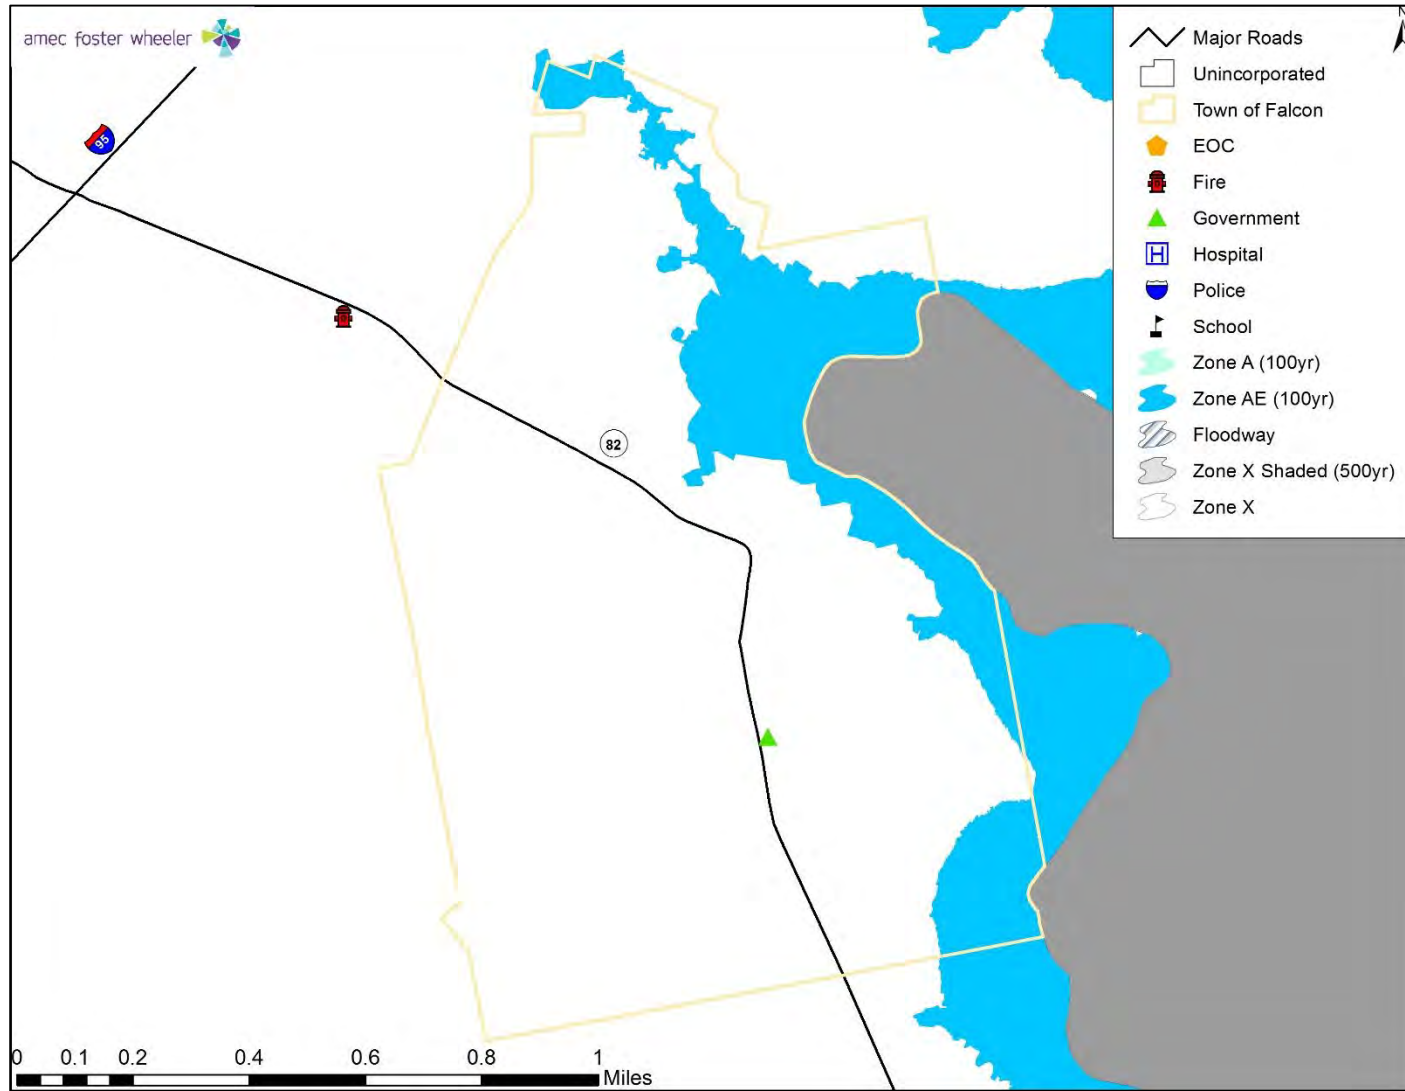 amec foster wheeler
N
Major Roads
Unincorporated
Town of Falcon
EOC
Fire
Government
H Hospital
Police
School
Zone A (100yr)
Zone AE (100yr)
Floodway
Zone X Shaded (500yr)
Zone X
95
82
0 0.1 0.2 0.4 0.6 0.8 1
Miles